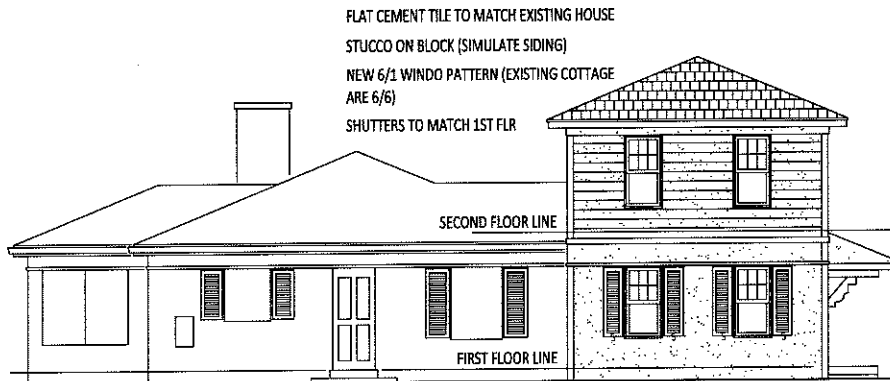 FLAT CEMENT TILE TO MATCH EXISTING HOUSE
STUCCO ON BLOCK (SIMULATE SIDING)
NEW 6/1 WINDO PATTERN (EXISTING COTTAGE
ARE 6/6)
SHUTTERS TO MATCH 1ST FLR
SECOND FLOOR LINE
FIRST FLOOR LINE